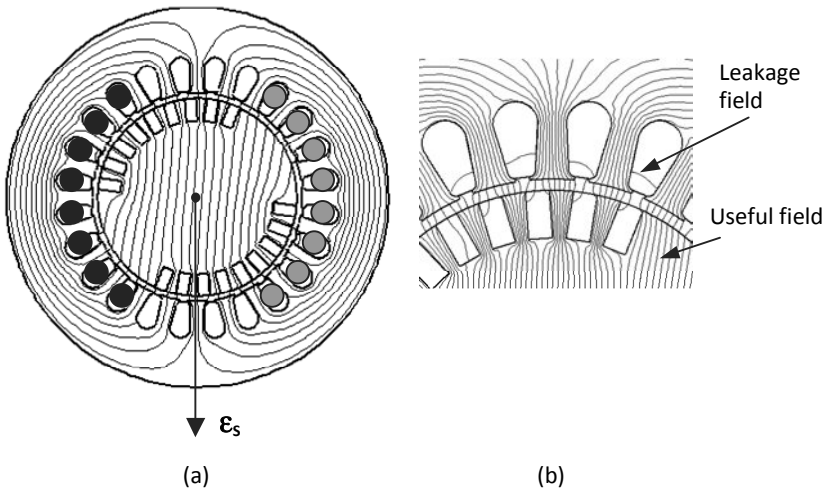 Leakage
field
Useful field
εs
(a)
(b)